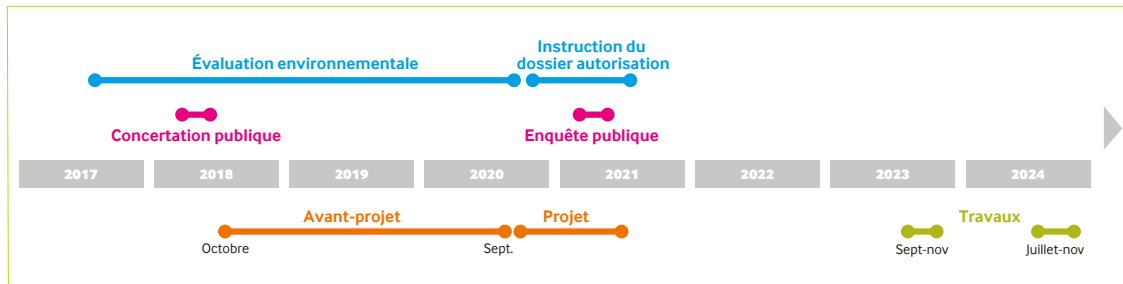 Évaluation environnementale
Instruction du
dossier autorisation
Concertation publique
Enquête publique
2017
2018
2019
2020
2021
2022
2023
2024
Avant-projet
Projet
Travaux
Octobre
Sept.
Sept-nov
Juillet-nov